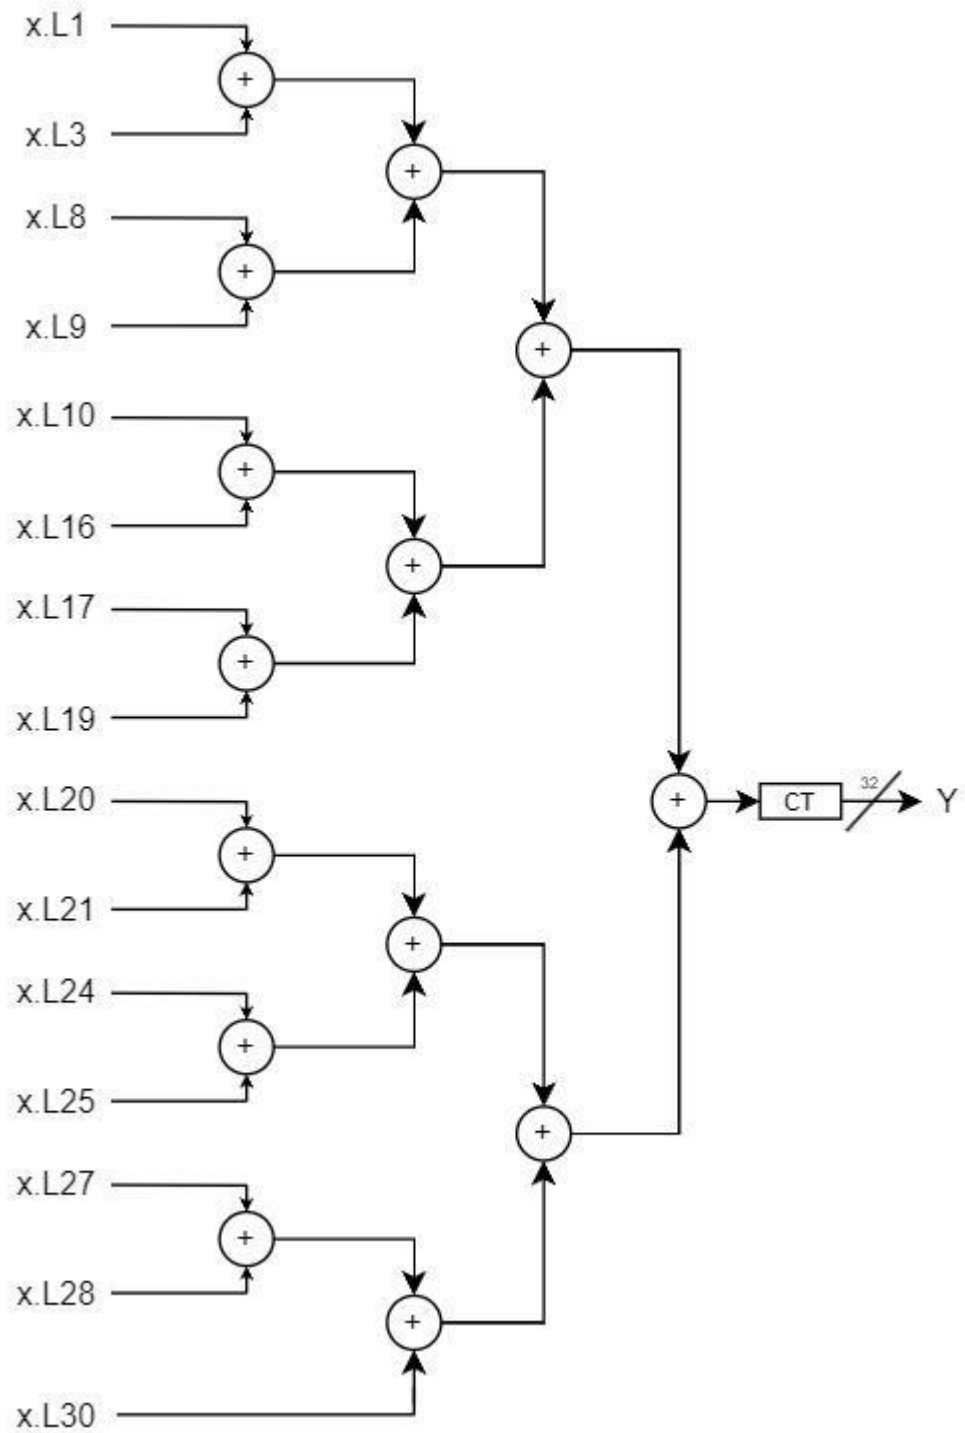 x.L1
+
x.L3
+
x.L8
+
x.L9
+
x.L10
+
x.L16
+
x.L17
+
x.L19
x.L20
+ CT 32 Y
+
x.L21
+
x.L24
+
x.L25
+
x.L27
+
x.L28
+
x.L30